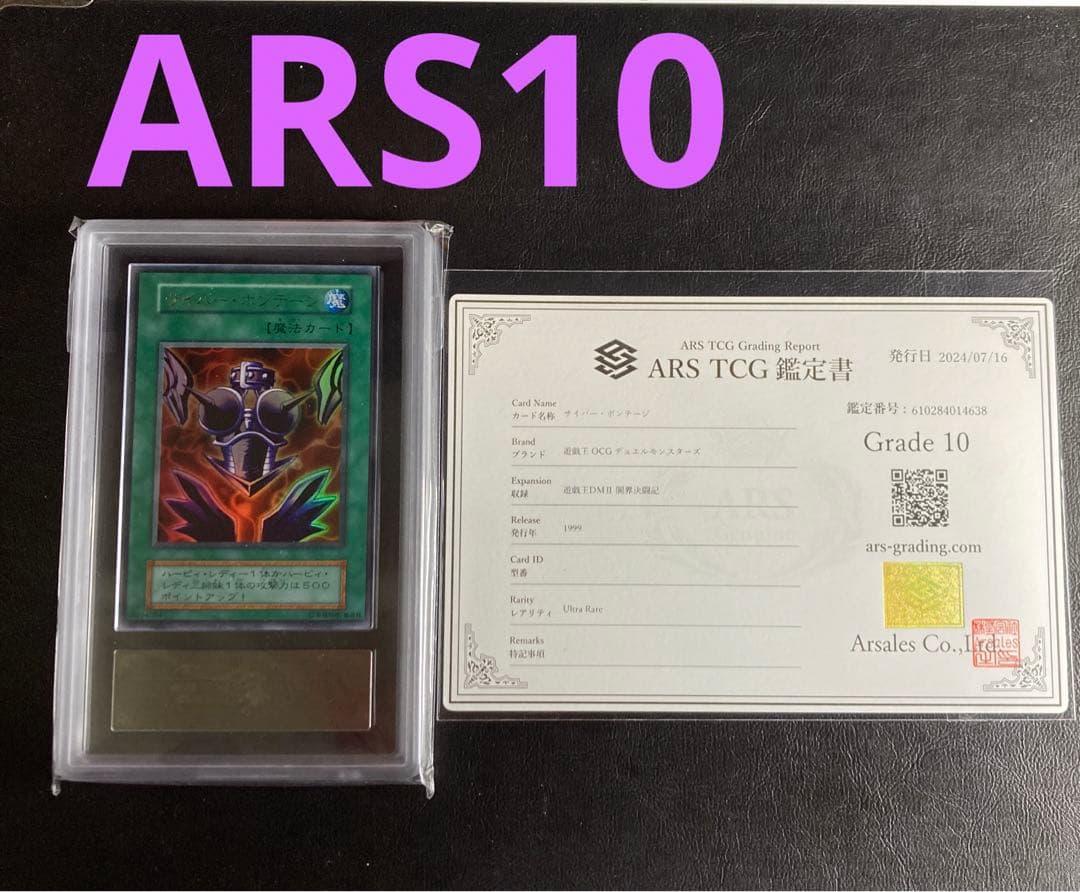 ARS10
サイバー・ボンテージ
魔
【魔法カード】
ハーピィ・レディー1体かハーピィ・
レディ三姉妹1体の攻撃力は500
ポイントアップ!
ARS TCG Grading Report
ARS TCG 鑑定書
発行日 2024/07/16
Card Name
カード名称 サイバー・ボンテージ
Brand
ブランド 遊戯王 OCG デュエルモンスターズ
Expansion
収録 遊戯王DMⅡ 闇界決闘記
Release
発行年 1999
Card ID
型番
Rarity
レアリティ Ultra Rare
Remarks
特記事項
鑑定番号:610284014638
Grade 10
ars-grading.com
Arsales Co.,Ltd.